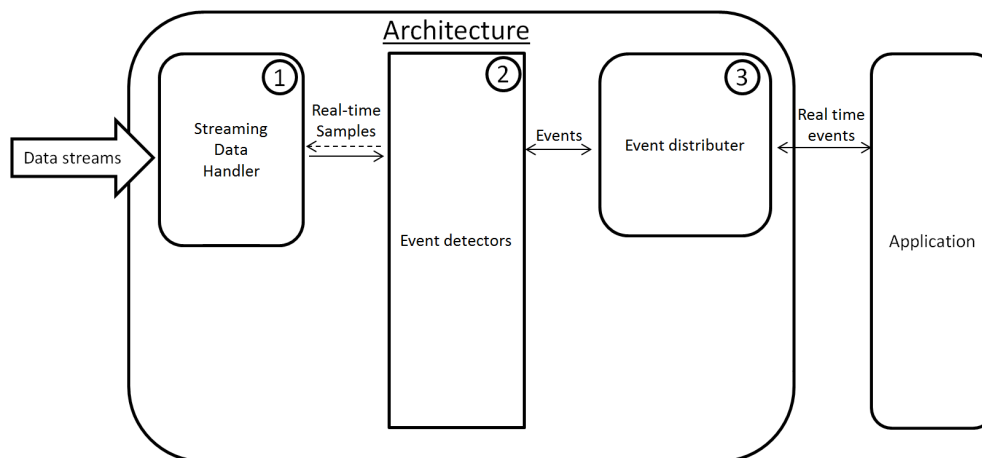 Architecture
1
2
3
Data streams
Streaming
Data
Handler
Real-time
Samples
Event detectors
Events
Event distributer
Real time
events
Application